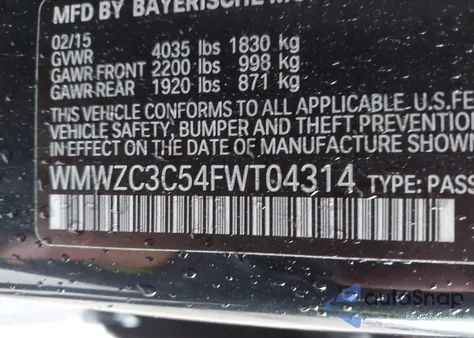 MFD BY BAYERISCHE
02/15
GVWR 4035 lbs 1830 kg
GAWR-FRONT 2200 lbs 998 kg
GAWR-REAR 1920 lbs 871 kg
THIS VEHICLE CONFORMS TO ALL APPLICABLE U.S.FE
VEHICLE SAFETY, BUMPER AND THEFT PREVENTION
IN EFFECT ON THE DATE OF MANUFACTURE SHOWN
WMWZC3C54FWT04314 TYPE: PASS
AutoSnap